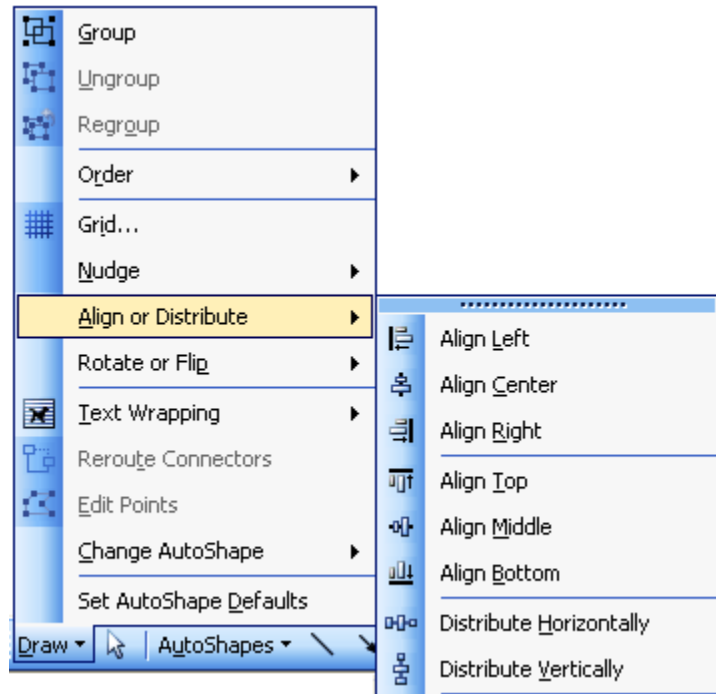 Group
Ungroup
Regroup
Order
Grid...
Nudge
Align or Distribute
Rotate or Flip
Text Wrapping
Reroute Connectors
Edit Points
Change AutoShape
Set AutoShape Defaults
Draw AutoShapes
Align Left
Align Center
Align Right
Align Top
Align Middle
Align Bottom
Distribute Horizontally
Distribute Vertically